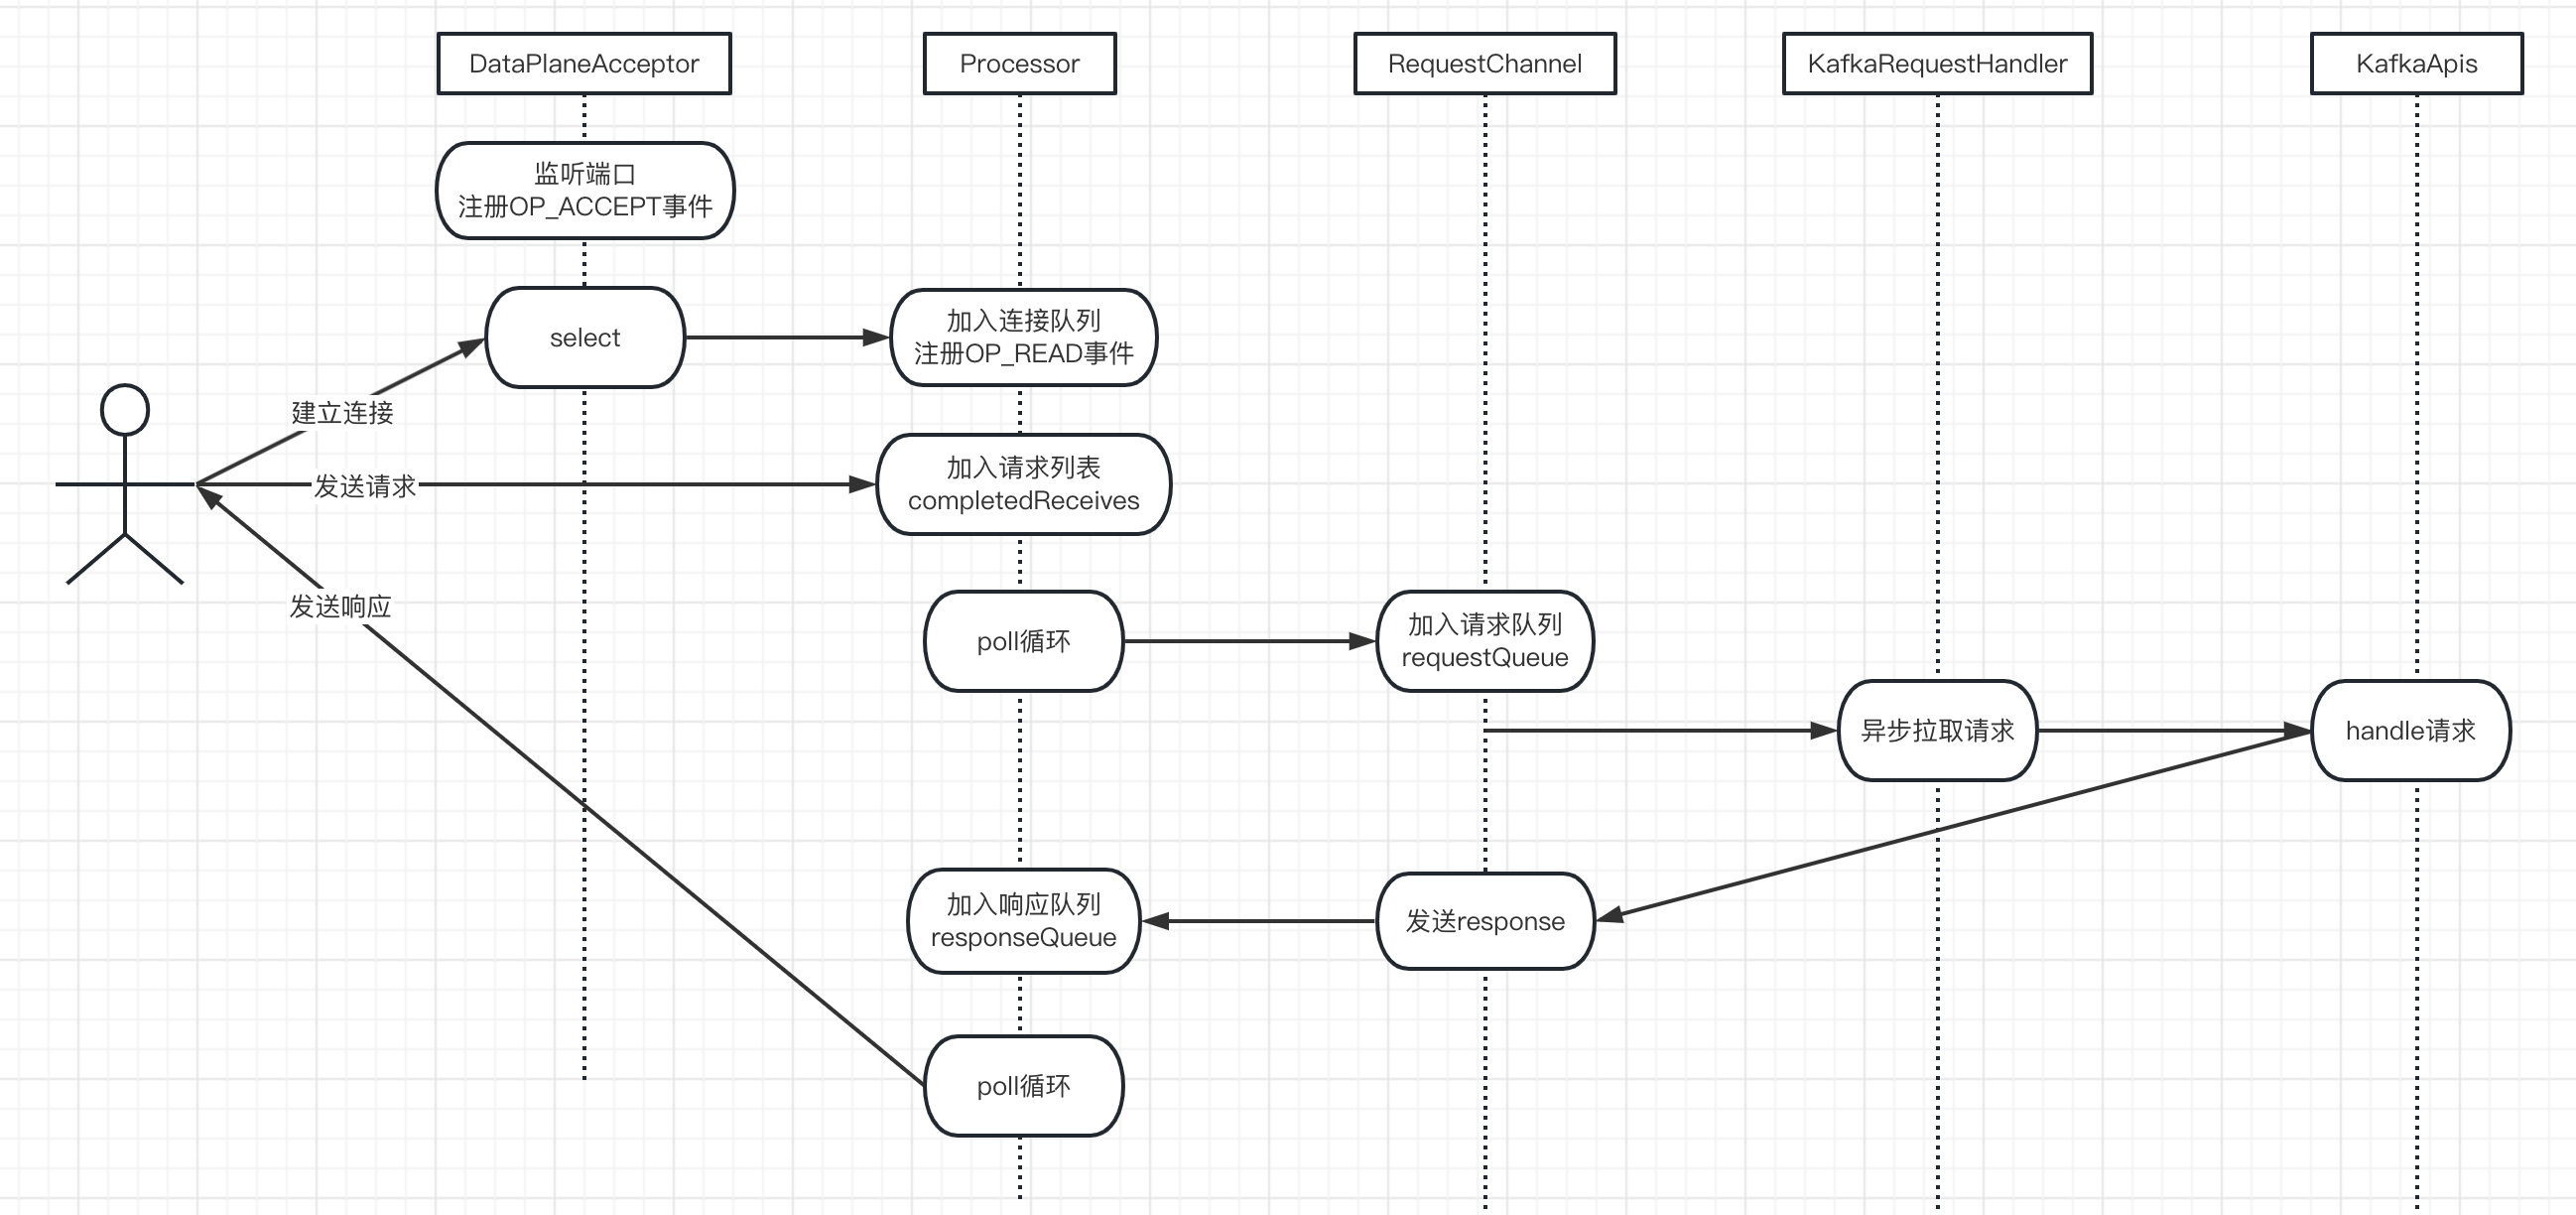 DataPlaneAcceptor
Processor
RequestChannel
KafkaRequestHandler
KafkaApis
监听端口
注册OP_ACCEPT事件
select
加入连接队列
注册OP_READ事件
建立连接
发送请求
加入请求列表
completedReceives
发送响应
poll循环
加入请求队列
requestQueue
异步拉取请求
handle请求
加入响应队列
responseQueue
发送response
poll循环